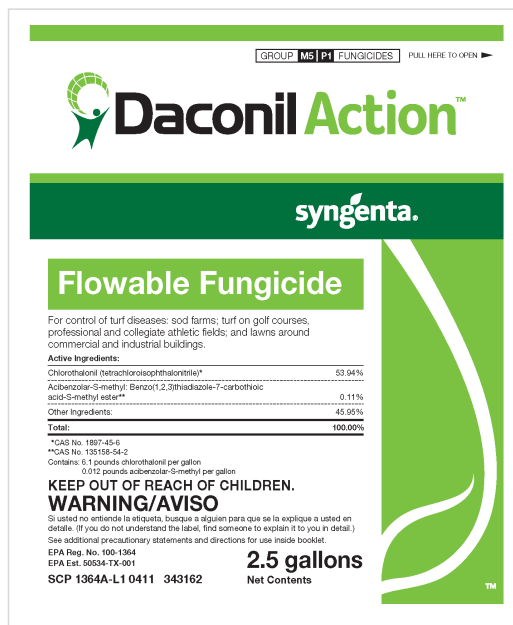 GROUP M5 P1 FUNGICIDES PULL HERE TO OPEN
Daconil Action™
syngenta®
Flowable Fungicide
For control of turf diseases: sod farms; turf on golf courses,
professional and collegiate athletic fields; and lawns around
commercial and industrial buildings.
Active Ingredients:
Chlorothalonil (tetrachloroisophthalonitrile)* 53.94%
Acibenzolar-S-methyl: Benzo(1,2,3)thiadiazole-7-carbothioic
acid-S-methyl ester** 0.11%
Other Ingredients: 45.95%
Total: 100.00%
*CAS No. 1897-45-6
**CAS No. 135158-54-2
Contains: 6.1 pounds chlorothalonil per gallon
0.012 pounds acibenzolar-S-methyl per gallon
KEEP OUT OF REACH OF CHILDREN.
WARNING/AVISO
Si usted no entiende la etiqueta, busque a alguien para que se la explique a usted en
detalle. (If you do not understand the label, find someone to explain it to you in detail.)
See additional precautionary statements and directions for use inside booklet.
EPA Reg. No. 100-1364
EPA Est. 50534-TX-001
SCP 1364A-L1 0411 343162
2.5 gallons
Net Contents
™